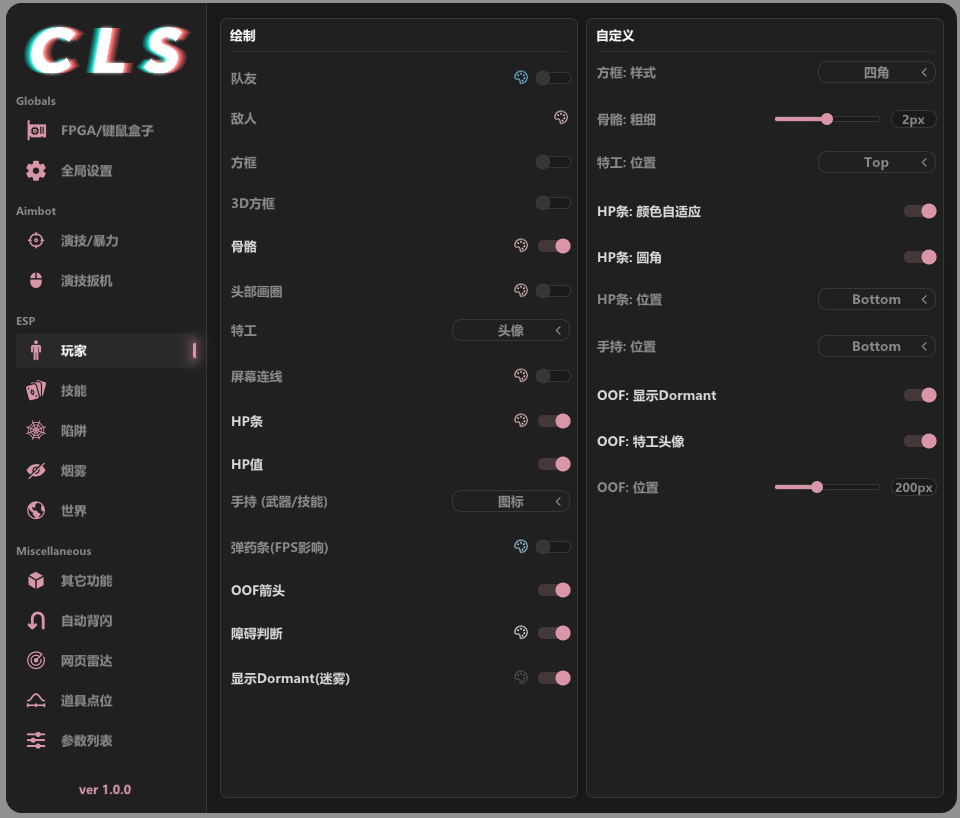 CLS
Globals
FPGA/键鼠盒子
全局设置
Aimbot
演技/暴力
演技扳机
ESP
玩家
技能
陷阱
烟雾
世界
Miscellaneous
其它功能
自动背闪
网页雷达
道具点位
参数列表
ver 1.0.0
绘制
队友
敌人
方框
3D方框
骨骼
头部画圈
特工 头像
屏幕连线
HP条
HP值
手持 (武器/技能) 图标
弹药条(FPS影响)
OOF箭头
障碍判断
显示Dormant(迷雾)
自定义
方框: 样式 四角
骨骼: 粗细 2px
特工: 位置 Top
HP条: 颜色自适应
HP条: 圆角
HP条: 位置 Bottom
手持: 位置 Bottom
OOF: 显示Dormant
OOF: 特工头像
OOF: 位置 200px